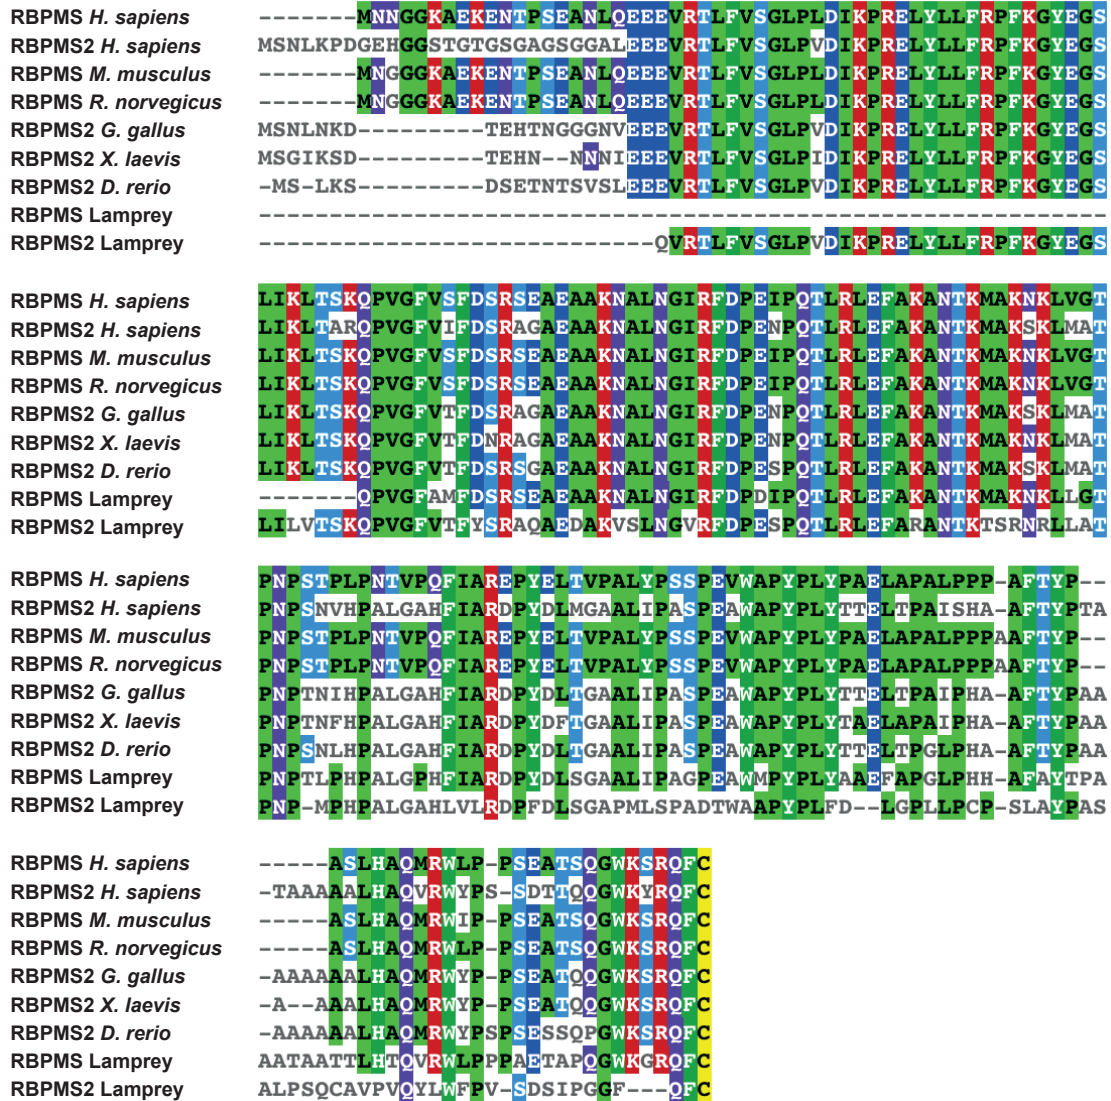 RBPMS H. sapiens -------MNNGGKAEKENTPSEANLQEEEVRTLFVSGLPLDIKPRELYLLFRPFKGYEGS
RBPMS2 H. sapiens MSNLKPDGEHGGSTGTGSGAGSGGALEEEVRTLFVSGLPVDIKPRELYLLFRPFKGYEGS
RBPMS M. musculus -------MNGGGKAEKENTPSEANLQEEEVRTLFVSGLPLDIKPRELYLLFRPFKGYEGS
RBPMS R. norvegicus -------MNGGGKAEKENTPSEANLQEEEVRTLFVSGLPLDIKPRELYLLFRPFKGYEGS
RBPMS2 G. gallus MSNLNKD---------TEHTNGGGNVEEEVRTLFVSGLPVDIKPRELYLLFRPFKGYEGS
RBPMS2 X. laevis MSGIKSD---------TEHN--NNNIEEEVRTLFVSGLPIDIKPRELYLLFRPFKGYEGS
RBPMS2 D. rerio -MS-LKS---------DSETNTSVSLEEEVRTLFVSGLPVDIKPRELYLLFRPFKGYEGS
RBPMS Lamprey ------------------------------------------------------------
RBPMS2 Lamprey ----------------------------QVRTLFVSGLPVDIKPRELYLLFRPFKGYEGS
RBPMS H. sapiens LIKLTSKQPVGFVSFDSRSEAEAAKNALNGIRFDPEIPQTLRLEFAKANTKMAKNKLVGT
RBPMS2 H. sapiens LIKLTARQPVGFVIFDSRAGAEAAKNALNGIRFDPENPQTLRLEFAKANTKMAKSKLMAT
RBPMS M. musculus LIKLTSKQPVGFVSFDSRSEAEAAKNALNGIRFDPEIPQTLRLEFAKANTKMAKNKLVGT
RBPMS R. norvegicus LIKLTSKQPVGFVSFDSRSEAEAAKNALNGIRFDPEIPQTLRLEFAKANTKMAKNKLVGT
RBPMS2 G. gallus LIKLTSKQPVGFVTFDSRAGAEAAKNALNGIRFDPENPQTLRLEFAKANTKMAKSKLMAT
RBPMS2 X. laevis LIKLTSKQPVGFVTFDNRAGAEAAKNALNGIRFDPENPQTLRLEFAKANTKMAKNKLMAT
RBPMS2 D. rerio LIKLTSKQPVGFVTFDSRSGAEAAKNALNGIRFDPESPQTLRLEFAKANTKMAKSKLMAT
RBPMS Lamprey -------QPVGFAMFDSRSEAEAAKNALNGIRFDPDIPQTLRLEFAKANTKMAKNKLLGT
RBPMS2 Lamprey LILVTSKQPVGFVTFYSRAQAEDAKVSLNGVRFDPESPQTLRLEFARANTKTSRNRLLAT
RBPMS H. sapiens PNPSTPLPNTVPQFIAREPYELTVPALYPSSPEVWAPYPLYPAELAPALPPP-AFTYP--
RBPMS2 H. sapiens PNPSNVHPALGAHFIARDPYDLMGAALIPASPEAWAPYPLYTTELTPAISHA-AFTYPTA
RBPMS M. musculus PNPSTPLPNTVPQFIAREPYELTVPALYPSSPEVWAPYPLYPAELAPALPPPAAFTYP--
RBPMS R. norvegicus PNPSTPLPNTVPQFIAREPYELTVPALYPSSPEVWAPYPLYPAELAPALPPPAAFTYP--
RBPMS2 G. gallus PNPTNIHPALGAHFIARDPYDLTGAALIPASPEAWAPYPLYTTELTPAIPHA-AFTYPAA
RBPMS2 X. laevis PNPTNFHPALGAHFIARDPYDFTGAALIPASPEAWAPYPLYTAELAPAIPHA-AFTYPAA
RBPMS2 D. rerio PNPSNLHPALGAHFIARDPYDLTGAALIPASPEAWAPYPLYTTELTPGLPHA-AFTYPAA
RBPMS Lamprey PNPTLPHPALGPHFIARDPYDLSGAALIPAGPEAWMPYPLYAAEFAPGLPHH-AFAYTPA
RBPMS2 Lamprey PNP-MPHPALGAHLVLRDPFDLSGAPMLSPADTWAAPYPLFD--LGPLLPCP-SLAYPAS
RBPMS H. sapiens -----ASLHAQMRWLP-PSEATSQGWKSRQFC
RBPMS2 H. sapiens -TAAAAALHAQVRWYPS-SDTTQQGWKYRQFC
RBPMS M. musculus -----ASLHAQMRWIP-PSEATSQGWKSRQFC
RBPMS R. norvegicus -----ASLHAQMRWLP-PSEATSQGWKSRQFC
RBPMS2 G. gallus -AAAAAALHAQMRWYP-PSEATQQGWKSRQFC
RBPMS2 X. laevis -A--AAALHAQMRWYP-PSEATQQGWKSRQFC
RBPMS2 D. rerio -AAAAAALHAQMRWYPSPSESSQPGWKSRQFC
RBPMS Lamprey AATAATTLHTQVRWLPPPAETAPQGWKGRQFC
RBPMS2 Lamprey ALPSQCAVPVQYLWFPV-SDSIPGGF---QFC